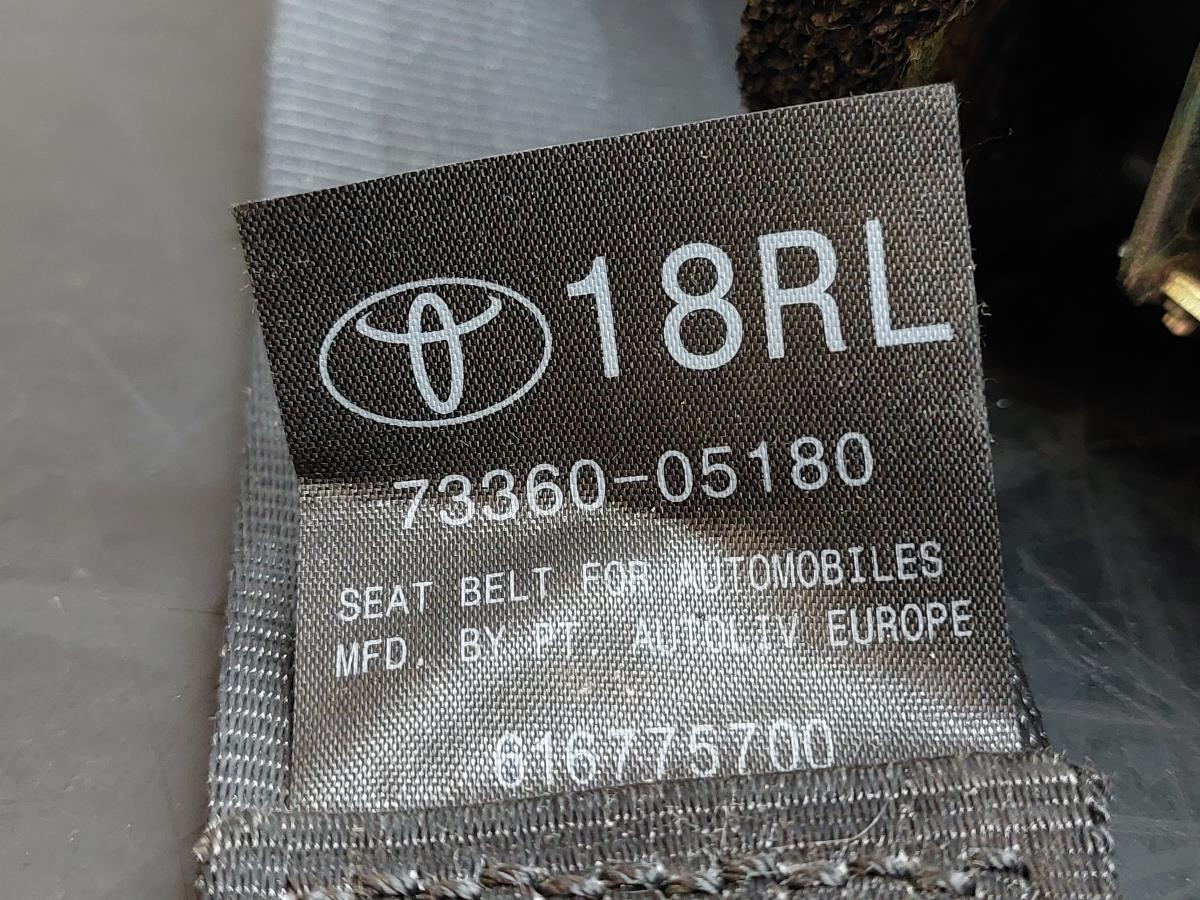 18RL
73360-05180
SEAT BELT FOR AUTOMOBILES
MFD. BY PT. AUTOLIV EUROPE
616775700